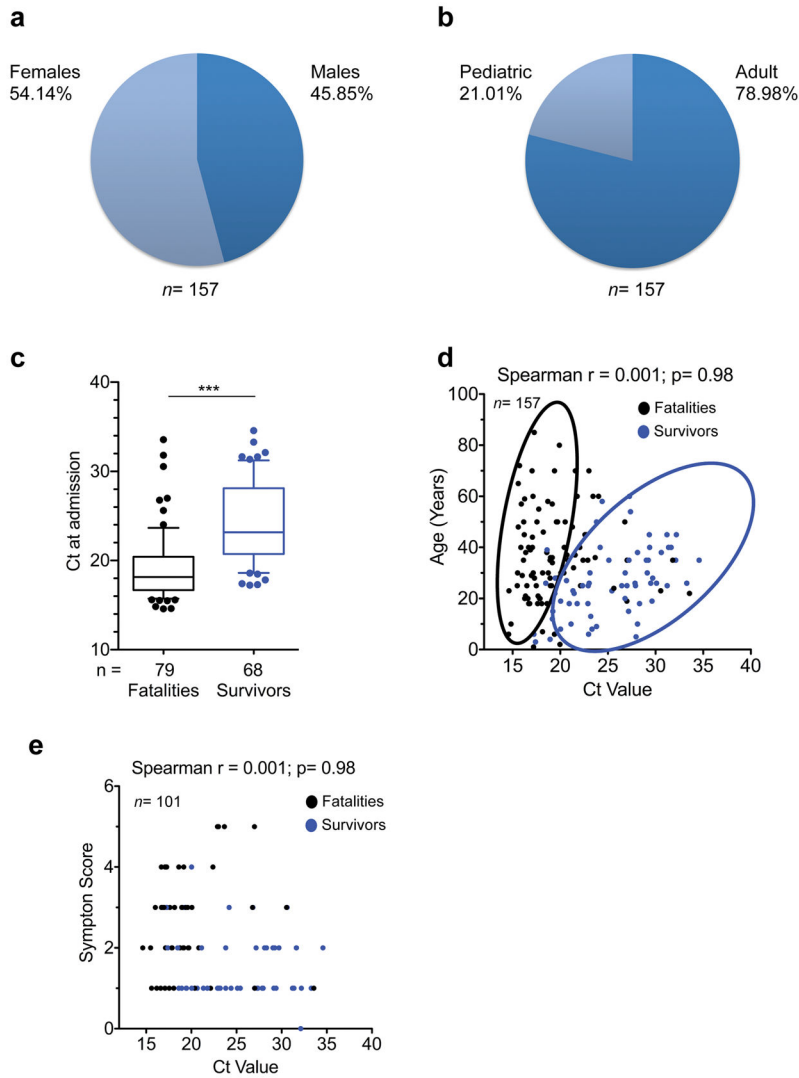 a
Females
54.14%
Males
45.85%
n= 157
b
Pediatric
21.01%
Adult
78.98%
n= 157
c
Ct at admission
40
30
20
10
***
n = 79 68
Fatalities Survivors
d
Spearman r = 0.001; p= 0.98
n= 157
Fatalities
Survivors
Age (Years)
100
80
60
40
20
0
15 20 25 30 35 40
Ct Value
e
Spearman r = 0.001; p= 0.98
n= 101
Fatalities
Survivors
Sympton Score
6
4
2
0
15 20 25 30 35 40
Ct Value